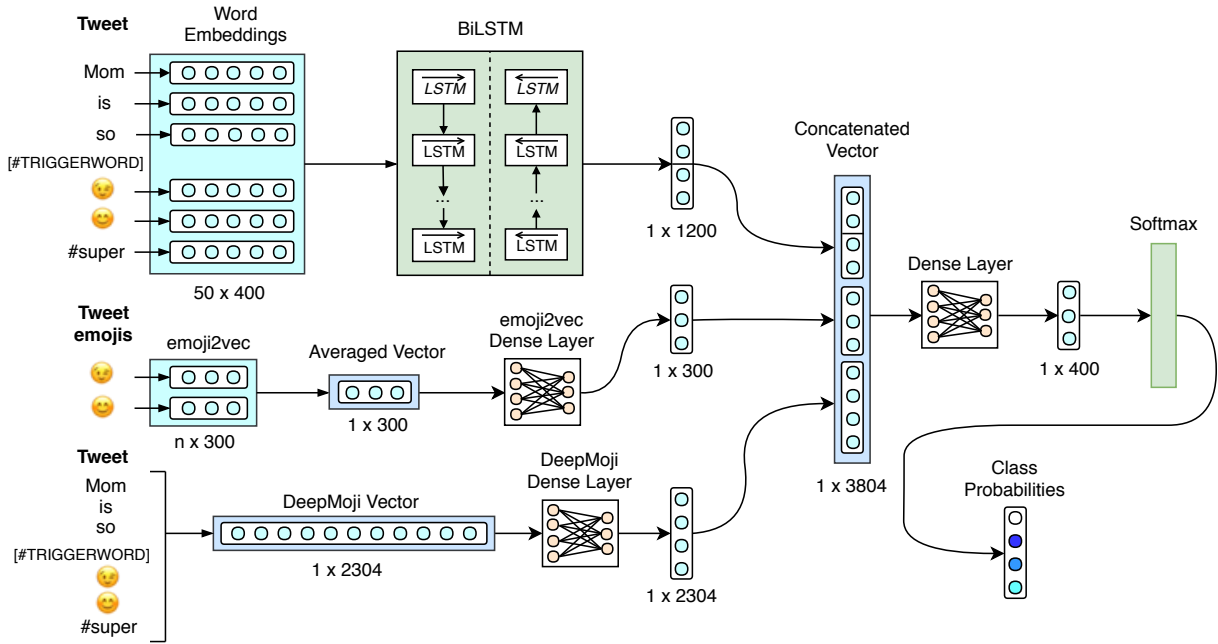 Tweet
Word
Embeddings
Mom
is
so
[#TRIGGERWORD]
#super
50 x 400
BiLSTM
LSTM
LSTM
LSTM
LSTM
...
...
LSTM
LSTM
1 x 1200
Tweet
emojis
emoji2vec
n x 300
Averaged Vector
1 x 300
emoji2vec
Dense Layer
1 x 300
Tweet
Mom
is
so
[#TRIGGERWORD]
#super
DeepMoji Vector
1 x 2304
DeepMoji
Dense Layer
1 x 2304
Concatenated
Vector
1 x 3804
Dense Layer
1 x 400
Softmax
Class
Probabilities